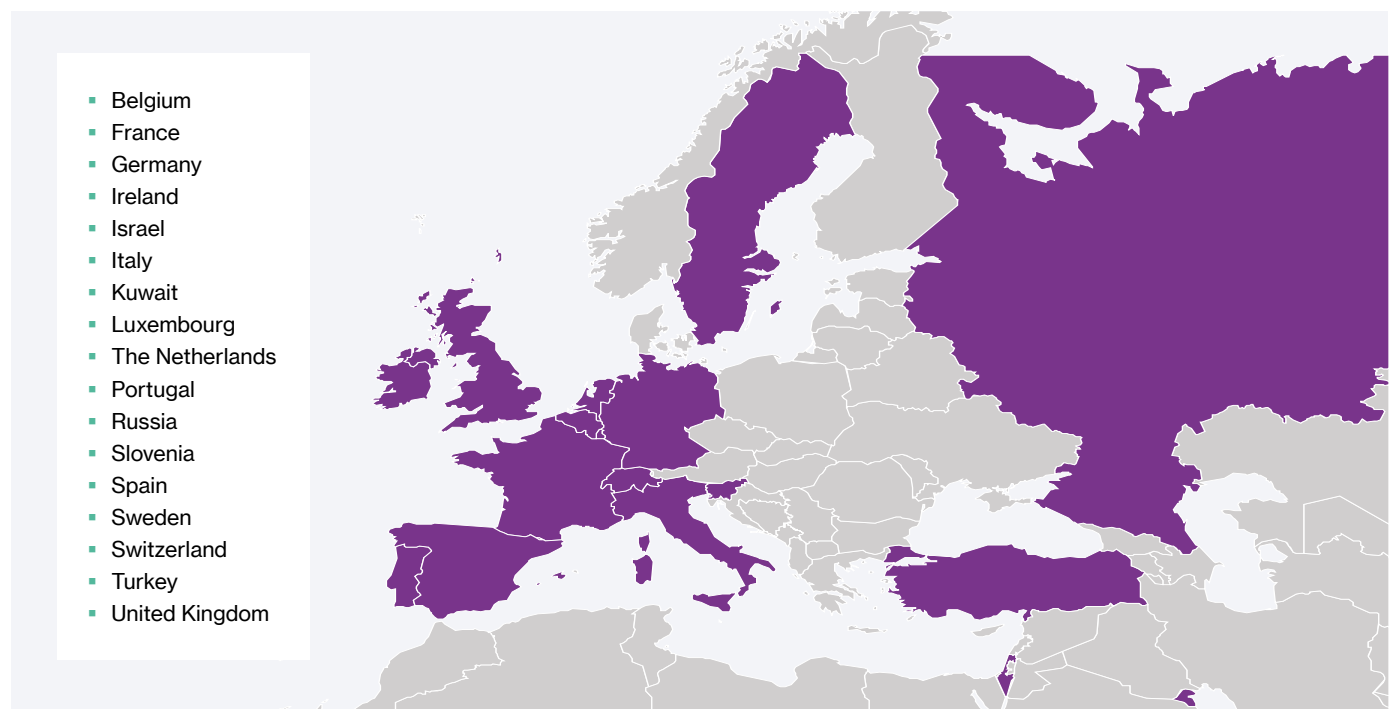 Belgium
France
Germany
Ireland
Israel
Italy
Kuwait
Luxembourg
The Netherlands
Portugal
Russia
Slovenia
Spain
Sweden
Switzerland
Turkey
United Kingdom